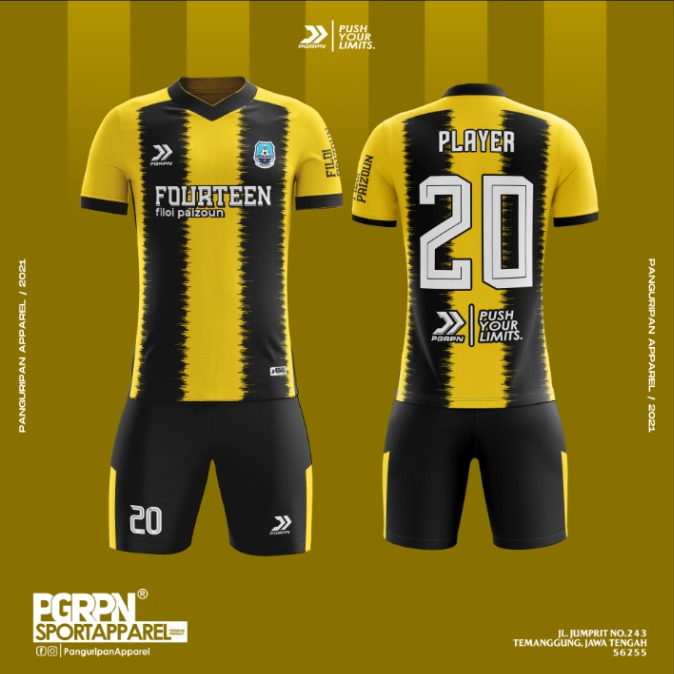 PGRPN
PUSH
YOUR
LIMITS.
PGRPN
FOURTEEN
filoi paizoun
FILOI
PAIZOUN
PLAYER
20
PGRPN
PUSH
YOUR
LIMITS.
20
PGRPN
PANGURIPAN APPAREL / 2021
PANGURIPAN APPAREL / 2021
PGRPN®
SPORTAPPAREL
PanguripanApparel
JL. JUMPRIT NO.243
TEMANGGUNG, JAWA TENGAH
56255